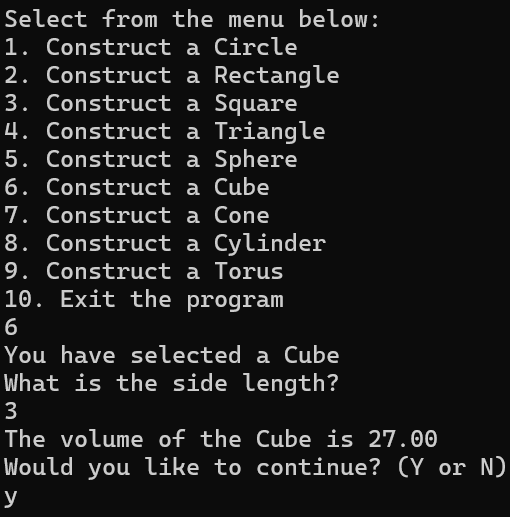 Select from the menu below:
1. Construct a Circle
2. Construct a Rectangle
3. Construct a Square
4. Construct a Triangle
5. Construct a Sphere
6. Construct a Cube
7. Construct a Cone
8. Construct a Cylinder
9. Construct a Torus
10. Exit the program
6
You have selected a Cube
What is the side length?
3
The volume of the Cube is 27.00
Would you like to continue? (Y or N)
y